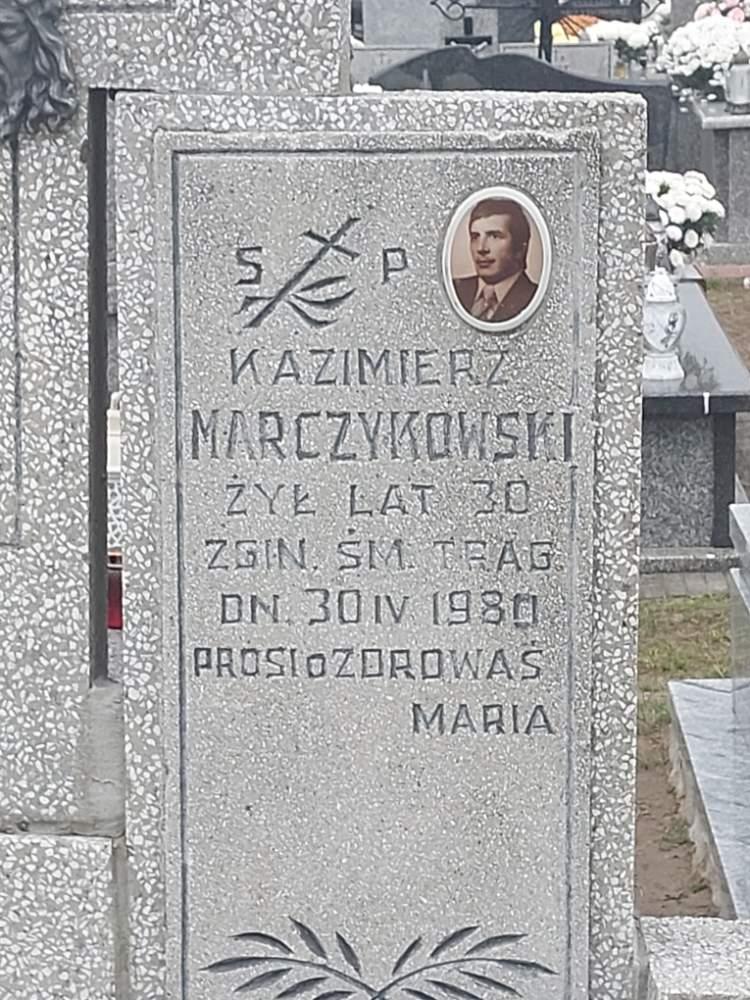 S P
KAZIMIERZ
MARCZYKOWSKI
ŻYŁ LAT 30
ZGIN. ŚM. TRAG.
DN. 30 IV 1980
PROSI o ZDROWAŚ
MARIA